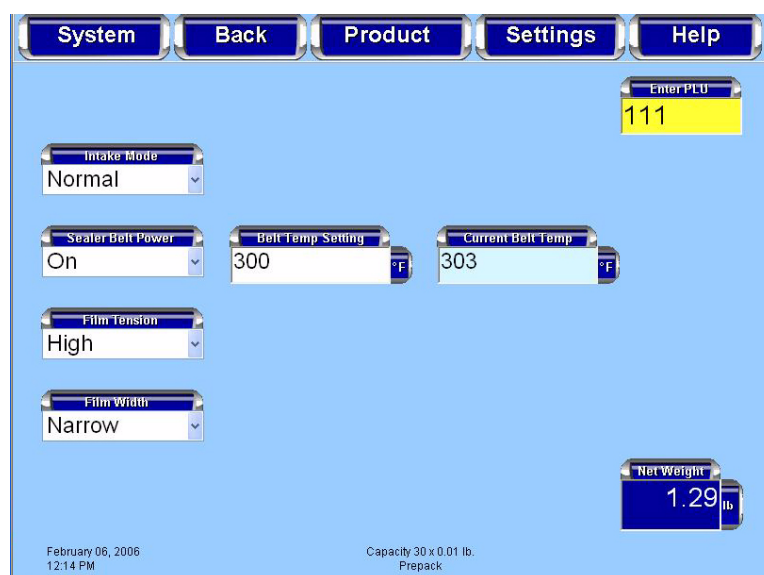 System Back Product Settings Help
Enter PLU
111
Intake Mode
Normal
Sealer Belt Power Belt Temp Setting Current Belt Temp
On 300 °F 303 °F
Film Tension
High
Film Width
Narrow
Net Weight
1.29 lb
February 06, 2006 Capacity 30 x 0.01 lb.
12:14 PM Prepack